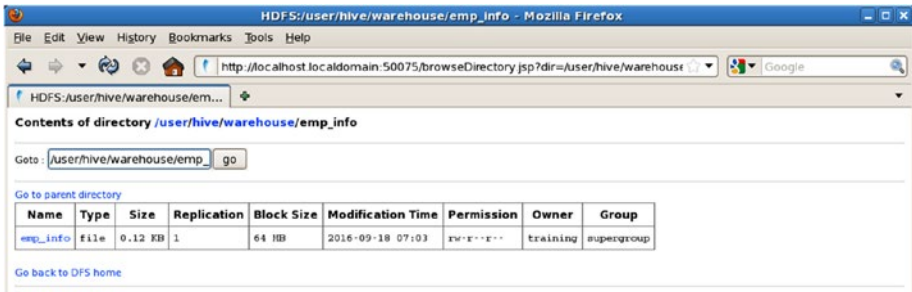 HDFS:/user/hive/warehouse/emp_info - Mozilla Firefox
File Edit View History Bookmarks Tools Help
http://localhost.localdomain:50075/browseDirectory.jsp?dir=/user/hive/warehouse
Google
HDFS:/user/hive/warehouse/em...
Contents of directory /user/hive/warehouse/emp_info
Goto : /user/hive/warehouse/emp_ go
Go to parent directory
Name Type Size Replication Block Size Modification Time Permission Owner Group
emp_info file 0.12 KB 1 64 MB 2016-09-18 07:03 rw-r--r-- training supergroup
Go back to DFS home